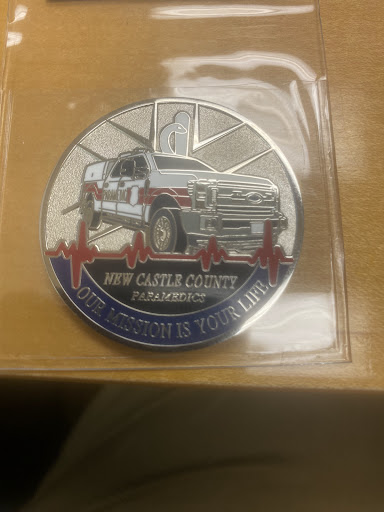 NEW CASTLE COUNTY
PARAMEDICS
OUR MISSION IS YOUR LIFE